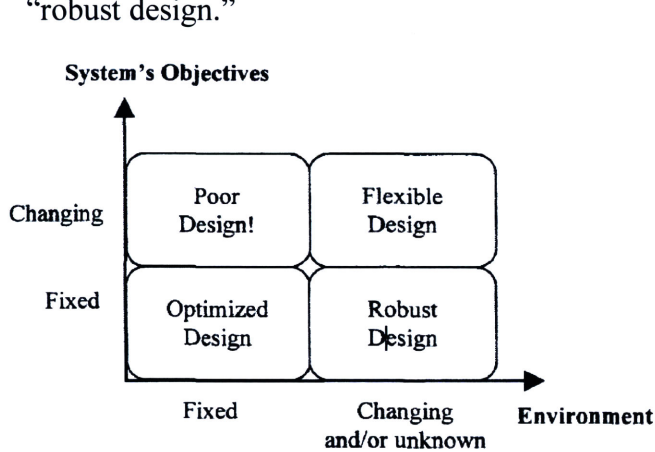 “robust design.”
System’s Objectives
Changing
Poor
Design!
Flexible
Design
Fixed
Optimized
Design
Robust
Design
Fixed
Changing
and/or unknown
Environment